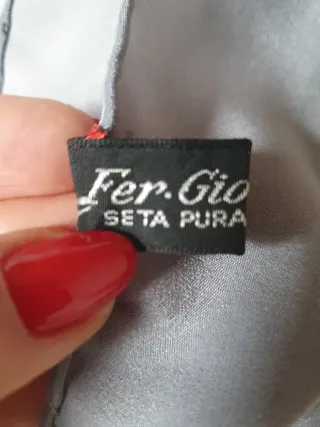 Fer. Gio
SETA PURA